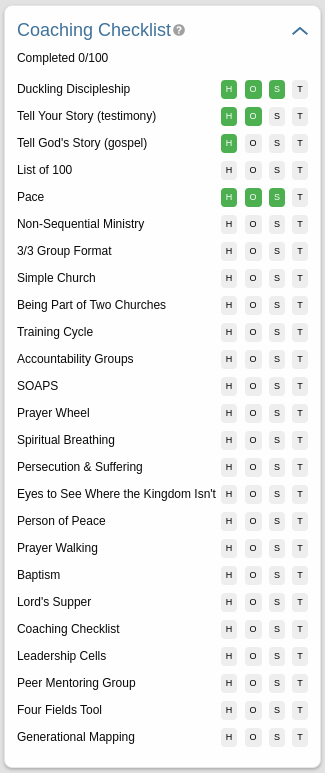 Coaching Checklist ?
Completed 0/100
Duckling Discipleship H O S T
Tell Your Story (testimony) H O S T
Tell God's Story (gospel) H O S T
List of 100 H O S T
Pace H O S T
Non-Sequential Ministry H O S T
3/3 Group Format H O S T
Simple Church H O S T
Being Part of Two Churches H O S T
Training Cycle H O S T
Accountability Groups H O S T
SOAPS H O S T
Prayer Wheel H O S T
Spiritual Breathing H O S T
Persecution & Suffering H O S T
Eyes to See Where the Kingdom Isn't H O S T
Person of Peace H O S T
Prayer Walking H O S T
Baptism H O S T
Lord's Supper H O S T
Coaching Checklist H O S T
Leadership Cells H O S T
Peer Mentoring Group H O S T
Four Fields Tool H O S T
Generational Mapping H O S T